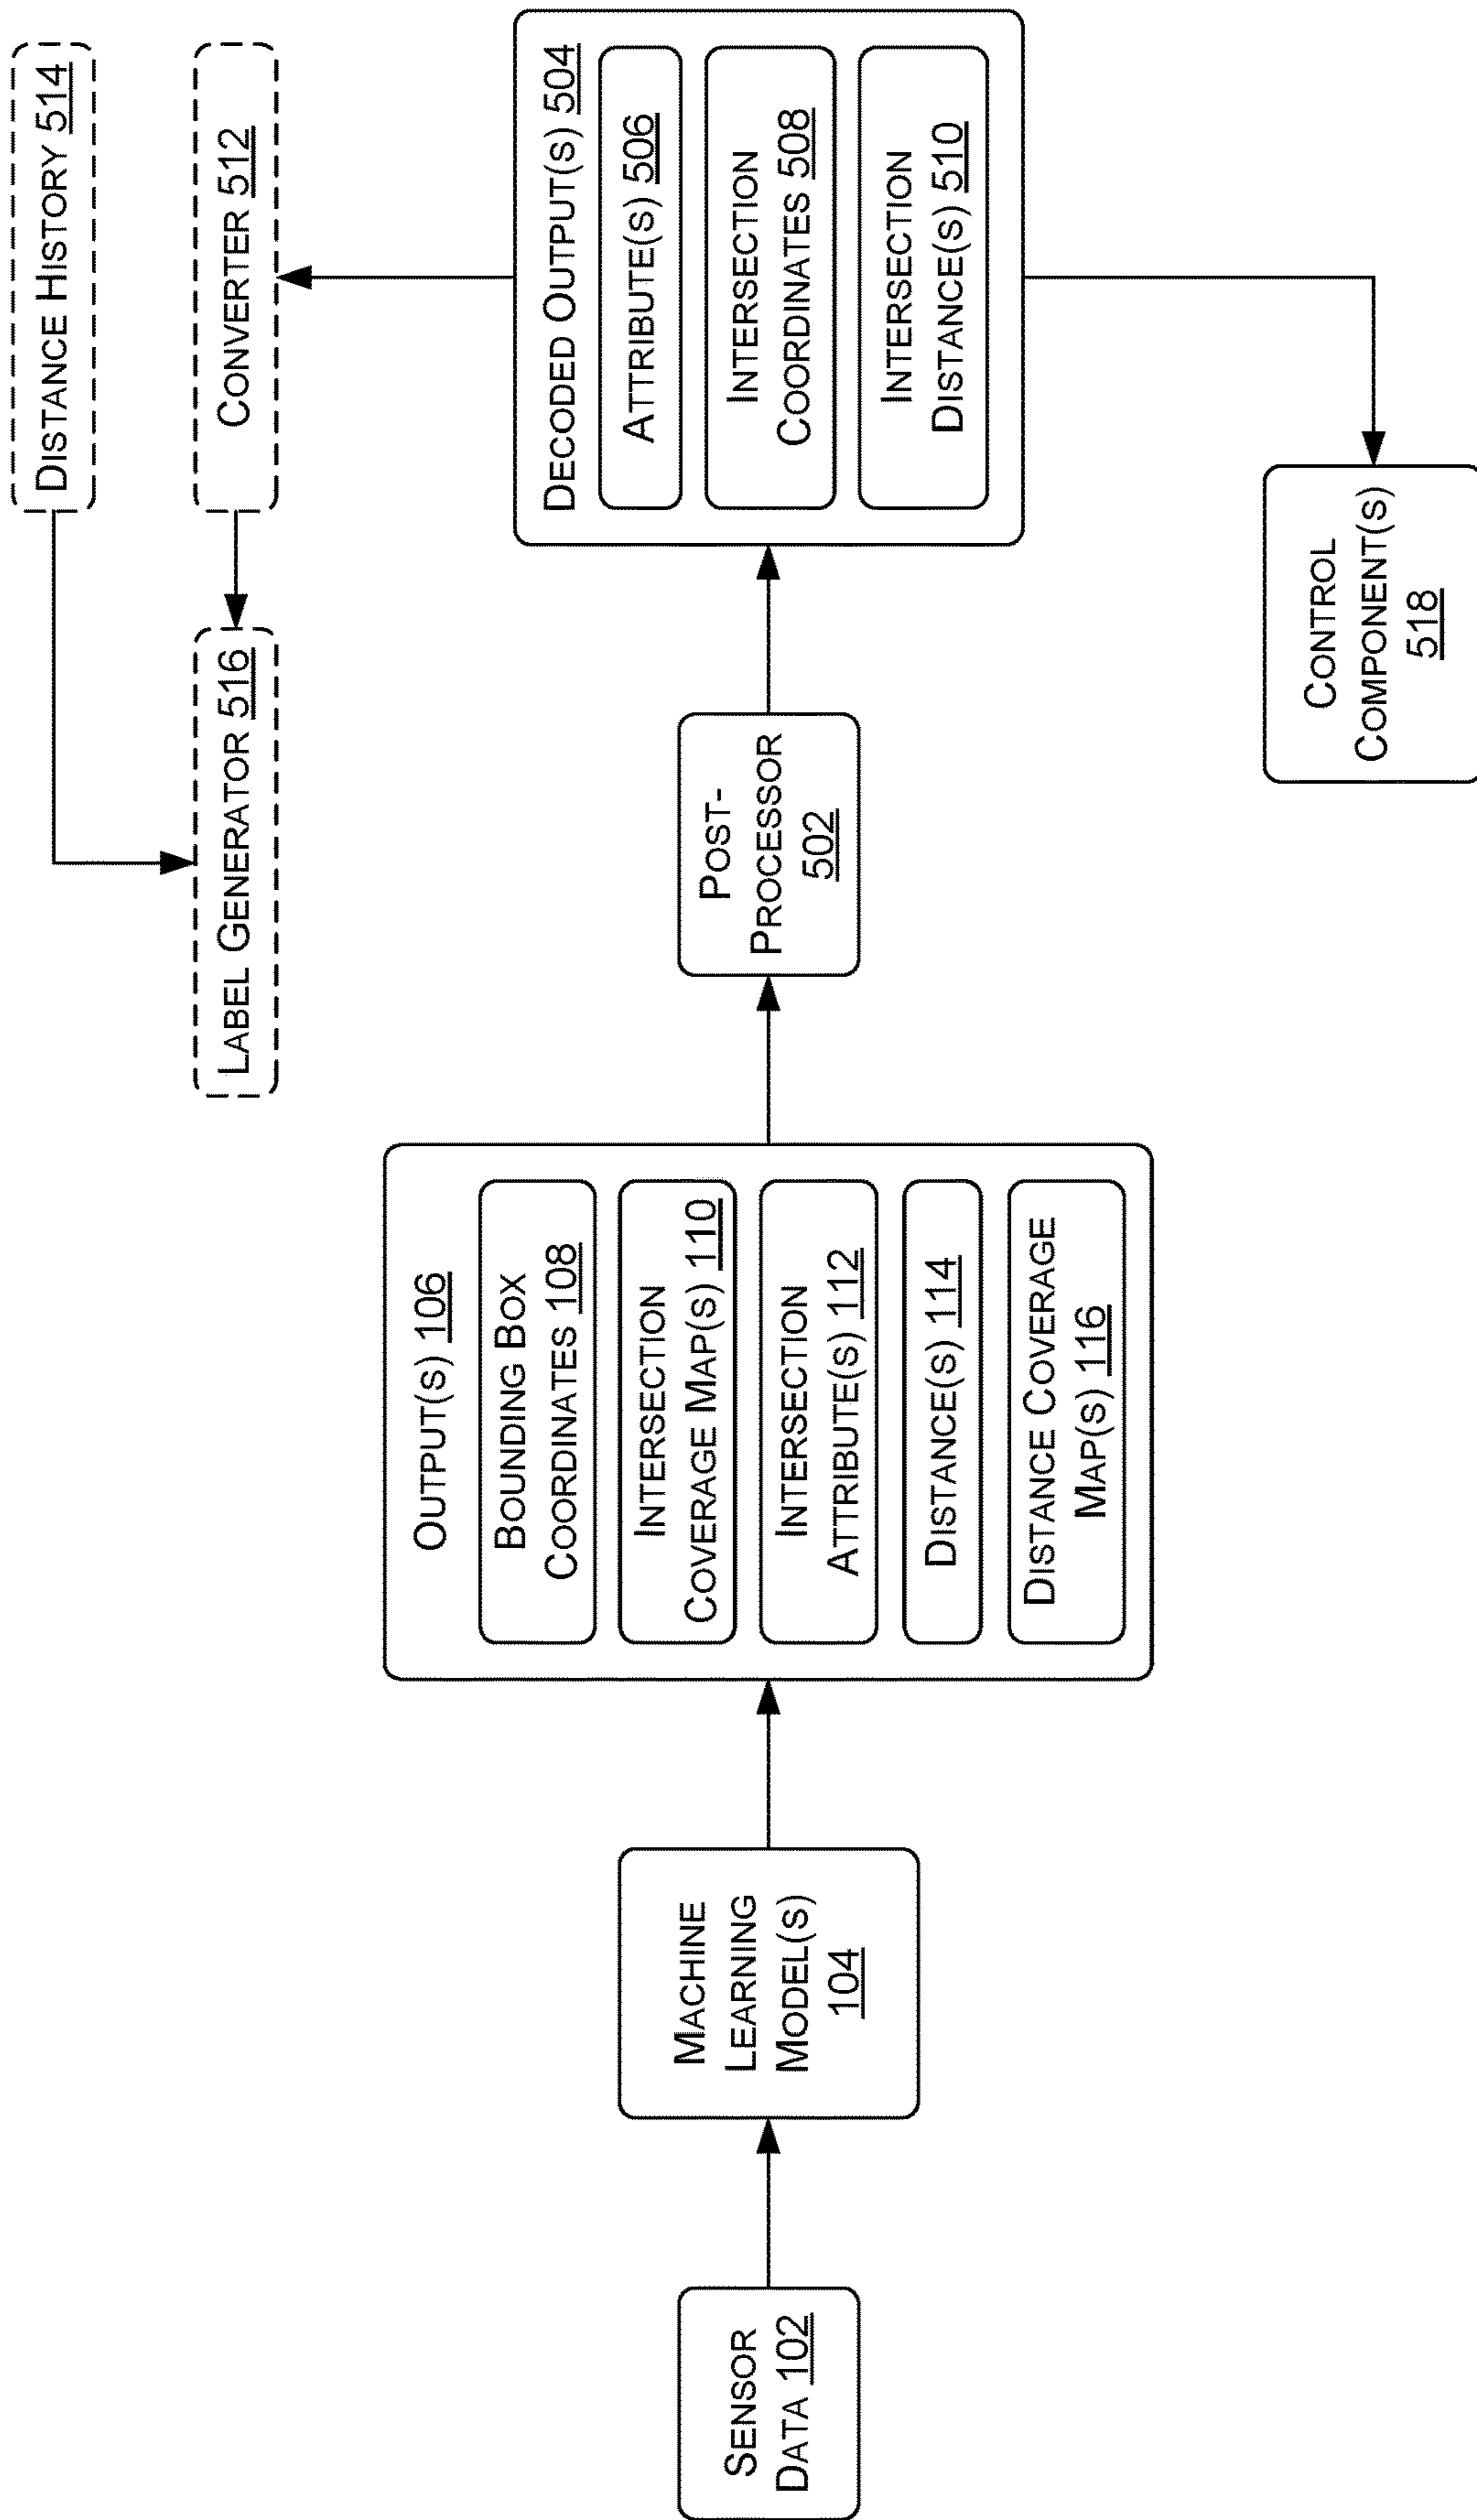 SENSOR
DATA 102
MACHINE
LEARNING
MODEL(S)
104
OUTPUT(S) 106
BOUNDING BOX
COORDINATES 108
INTERSECTION
COVERAGE MAP(S) 110
INTERSECTION
ATTRIBUTE(S) 112
DISTANCE(S) 114
DISTANCE COVERAGE
MAP(S) 116
POST-
PROCESSOR
502
DECODED OUTPUT(S) 504
ATTRIBUTE(S) 506
INTERSECTION
COORDINATES 508
INTERSECTION
DISTANCE(S) 510
DISTANCE HISTORY 514
CONVERTER 512
LABEL GENERATOR 516
CONTROL
COMPONENT(S)
518